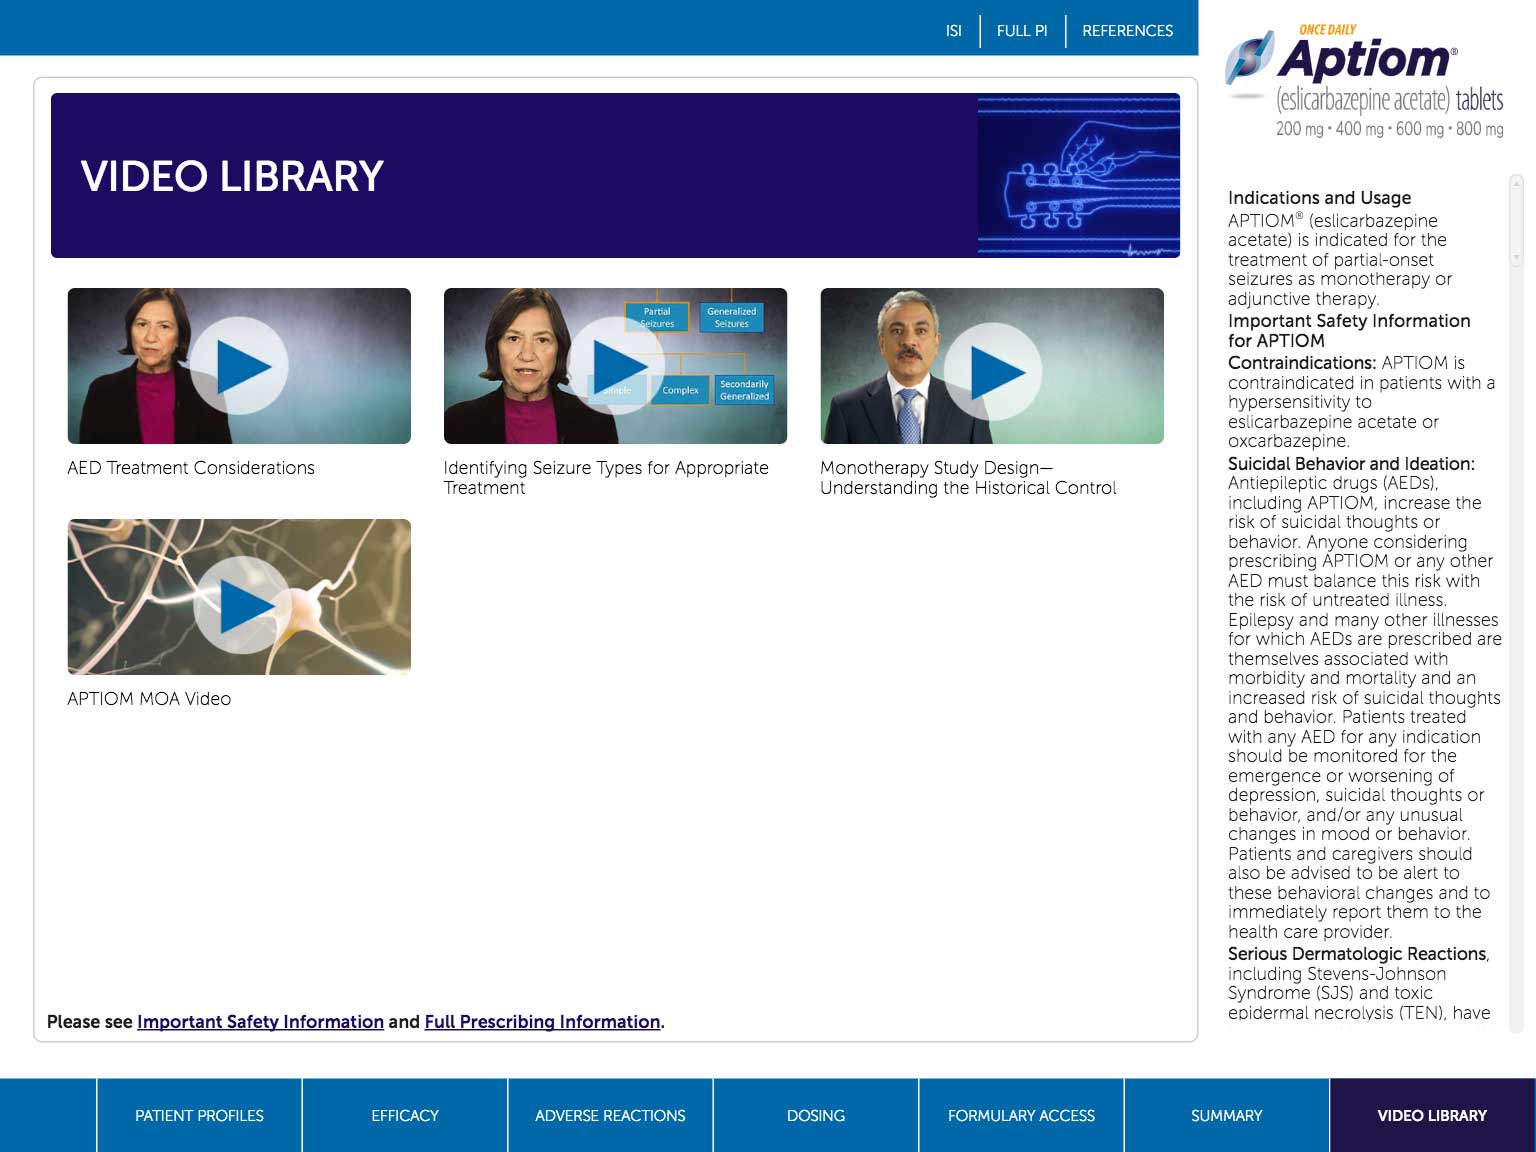 ISI
FULL PI
REFERENCES
ONCE DAILY
Aptiom®
(eslicarbazepine acetate) tablets
200 mg • 400 mg • 600 mg • 800 mg
VIDEO LIBRARY
Partial
Seizures
Generalized
Seizures
Simple
Complex
Secondarily
Generalized
AED Treatment Considerations
Identifying Seizure Types for Appropriate
Treatment
Monotherapy Study Design—
Understanding the Historical Control
APTIOM MOA Video
Please see Important Safety Information and Full Prescribing Information.
Indications and Usage
APTIOM® (eslicarbazepine
acetate) is indicated for the
treatment of partial-onset
seizures as monotherapy or
adjunctive therapy.
Important Safety Information
for APTIOM
Contraindications: APTIOM is
contraindicated in patients with a
hypersensitivity to
eslicarbazepine acetate or
oxcarbazepine.
Suicidal Behavior and Ideation:
Antiepileptic drugs (AEDs),
including APTIOM, increase the
risk of suicidal thoughts or
behavior. Anyone considering
prescribing APTIOM or any other
AED must balance this risk with
the risk of untreated illness.
Epilepsy and many other illnesses
for which AEDs are prescribed are
themselves associated with
morbidity and mortality and an
increased risk of suicidal thoughts
and behavior. Patients treated
with any AED for any indication
should be monitored for the
emergence or worsening of
depression, suicidal thoughts or
behavior, and/or any unusual
changes in mood or behavior.
Patients and caregivers should
also be advised to be alert to
these behavioral changes and to
immediately report them to the
health care provider.
Serious Dermatologic Reactions,
including Stevens-Johnson
Syndrome (SJS) and toxic
epidermal necrolysis (TEN), have
PATIENT PROFILES
EFFICACY
ADVERSE REACTIONS
DOSING
FORMULARY ACCESS
SUMMARY
VIDEO LIBRARY